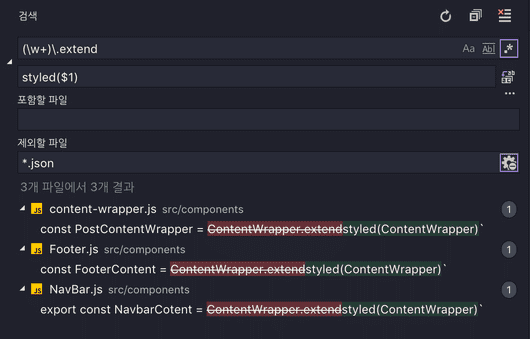 검색
(\w+)\.extend
Aa Abl .*
styled($1)
포함할 파일
제외할 파일
*.json
3개 파일에서 3개 결과
JS content-wrapper.js src/components 1
const PostContentWrapper = ContentWrapper.extendstyled(ContentWrapper)`
JS Footer.js src/components 1
const FooterContent = ContentWrapper.extendstyled(ContentWrapper)`
JS NavBar.js src/components 1
export const NavbarCotent = ContentWrapper.extendstyled(ContentWrapper)`